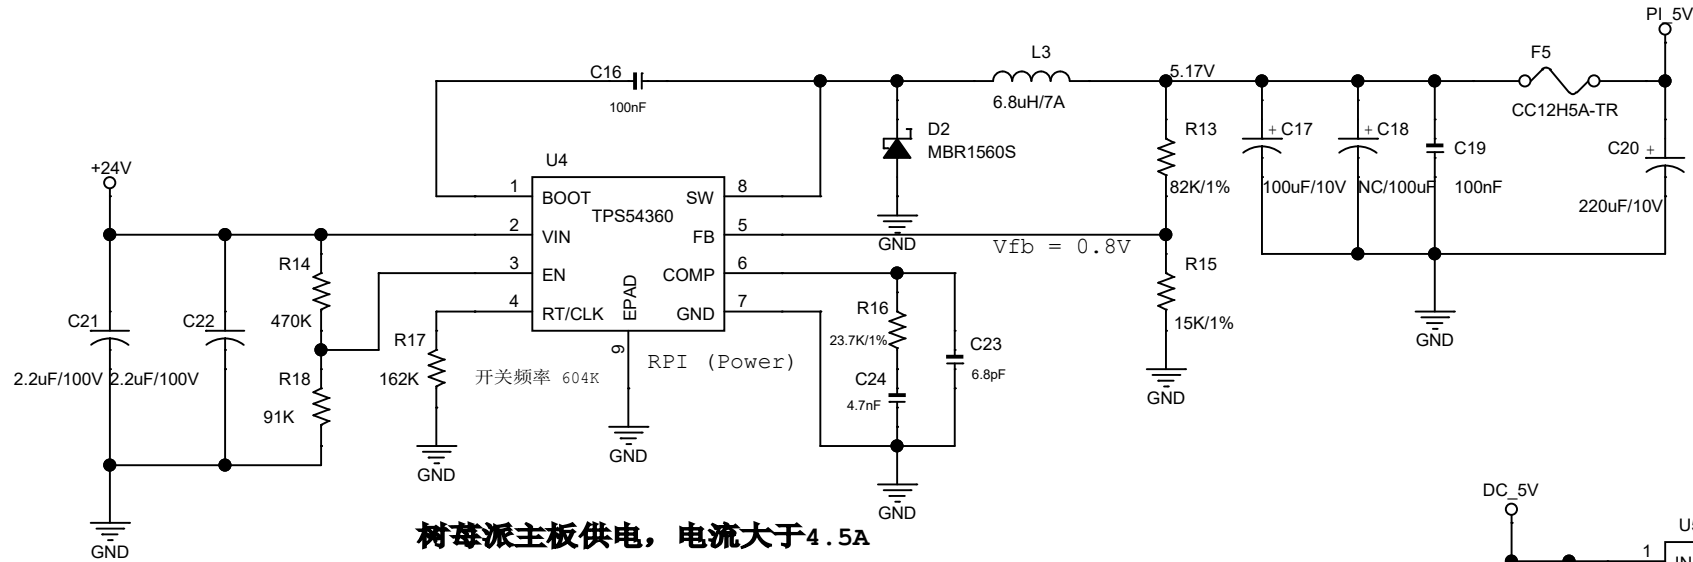 PI_5V
L3
F5
5.17V
C16
100nF
6.8uH/7A
CC12H5A-TR
D2
MBR1560S
R13
82K/1%
+ C17
100uF/10V
+ C18
NC/100uF
C19
100nF
C20 +
220uF/10V
+24V
U4
1 BOOT SW 8
TPS54360
2 VIN FB 5
3 EN COMP 6
4 RT/CLK GND 7
EPAD
9
GND
Vfb = 0.8V
R14
470K
R15
15K/1%
C21
2.2uF/100V
C22
2.2uF/100V
R17
162K
R18
91K
开关频率 604K
RPI (Power)
R16
23.7K/1%
C23
6.8pF
C24
4.7nF
GND
GND
GND
GND
GND
GND
树莓派主板供电，电流大于4.5A
DC_5V
1